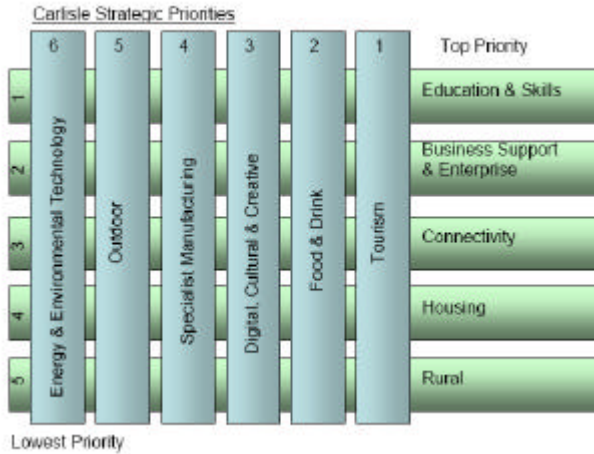 Carlisle Strategic Priorities
6 5 4 3 2 1 Top Priority
1 Education & Skills
2 Business Support
& Enterprise
3 Connectivity
4 Housing
5 Rural
Energy & Environmental Technology
Outdoor
Specialist Manufacturing
Digital, Cultural & Creative
Food & Drink
Tourism
Lowest Priority